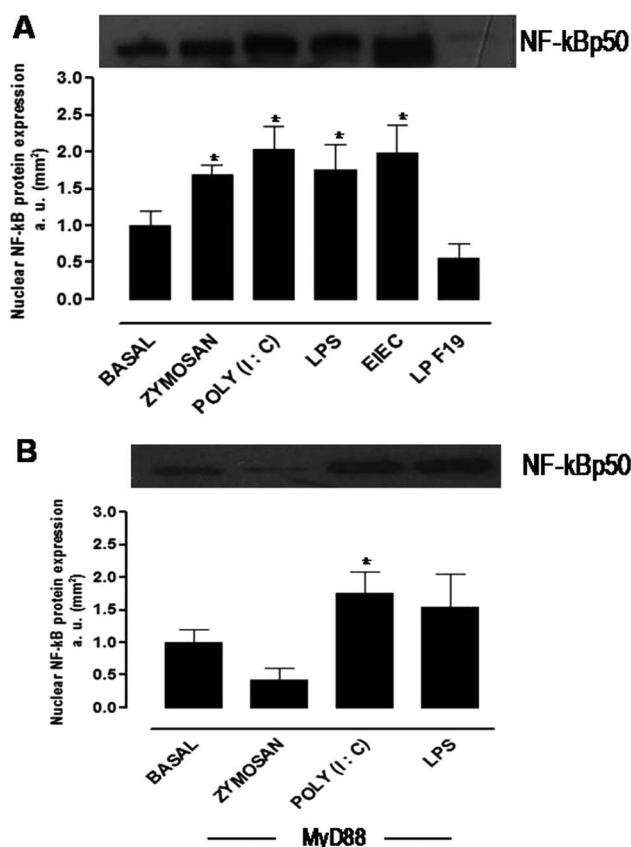 A
NF-kBp50
Nuclear NF-kB protein expression
a. u. (mm²)
3.0
2.5
2.0
1.5
1.0
0.5
0.0
* * * *
BASAL
ZYMOSAN
POLY (I : C)
LPS
EIEC
LP F19
B
NF-kBp50
Nuclear NF-kB protein expression
a. u. (mm²)
3.0
2.5
2.0
1.5
1.0
0.5
0.0
*
BASAL
ZYMOSAN
POLY (I : C)
LPS
MyD88